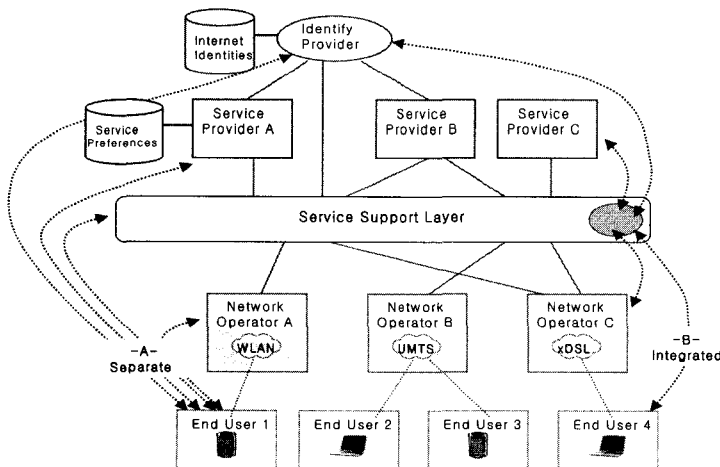 Internet
Identities
Identify
Provider
Service
Preferences
Service
Provider A
Service
Provider B
Service
Provider C
Service Support Layer
Network
Operator A
WLAN
Network
Operator B
UMTS
Network
Operator C
xDSL
-A-
Separate
-B-
Integrated
End User 1
End User 2
End User 3
End User 4